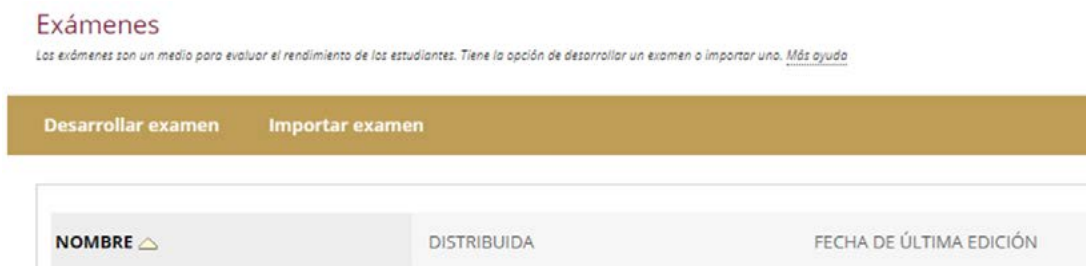 Exámenes
Los exámenes son un medio para evaluar el rendimiento de los estudiantes. Tiene la opción de desarrollar un examen o importar uno. Más ayuda
Desarrollar examen Importar examen
NOMBRE DISTRIBUIDA FECHA DE ÚLTIMA EDICIÓN